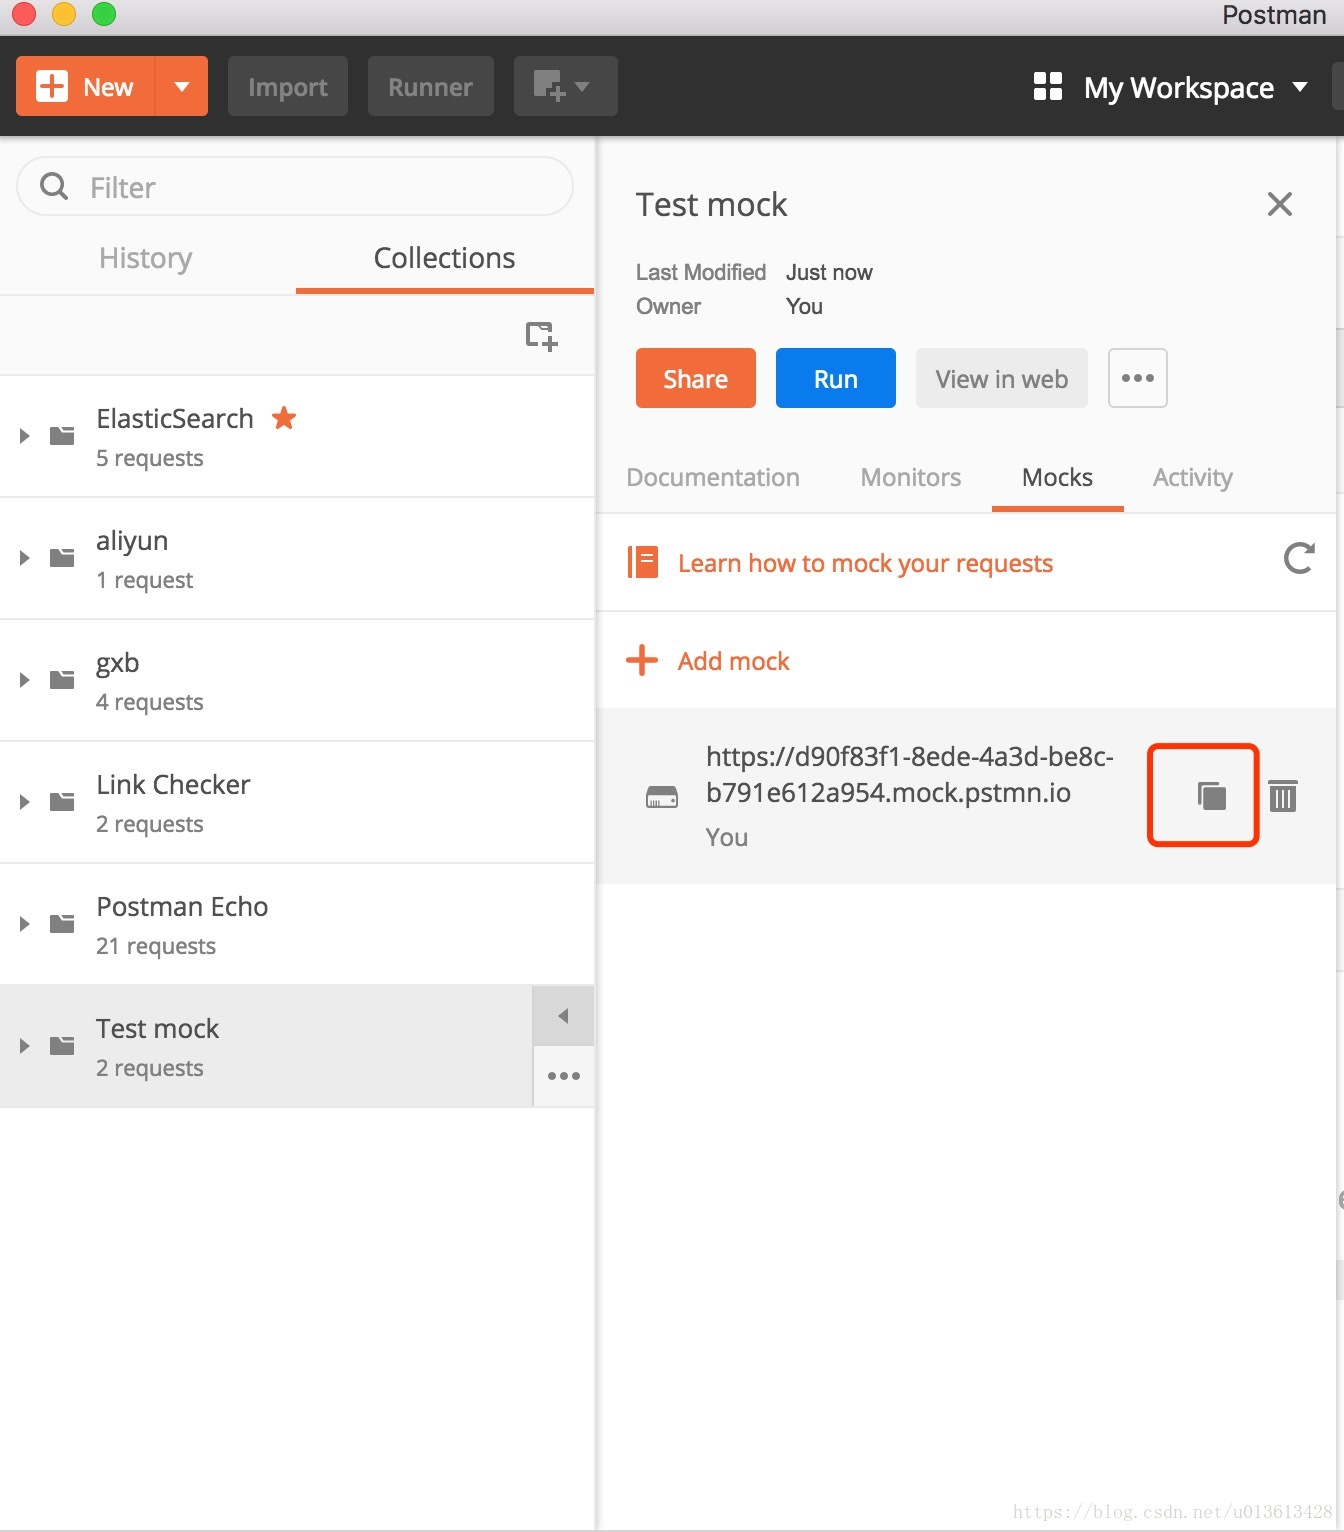 Postman
New
Import
Runner
My Workspace
Filter
History
Collections
ElasticSearch
5 requests
aliyun
1 request
gxb
4 requests
Link Checker
2 requests
Postman Echo
21 requests
Test mock
2 requests
Test mock
Last Modified Just now
Owner You
Share
Run
View in web
Documentation
Monitors
Mocks
Activity
Learn how to mock your requests
Add mock
https://d90f83f1-8ede-4a3d-be8c-
b791e612a954.mock.pstmn.io
You
https://blog.csdn.net/u013613428